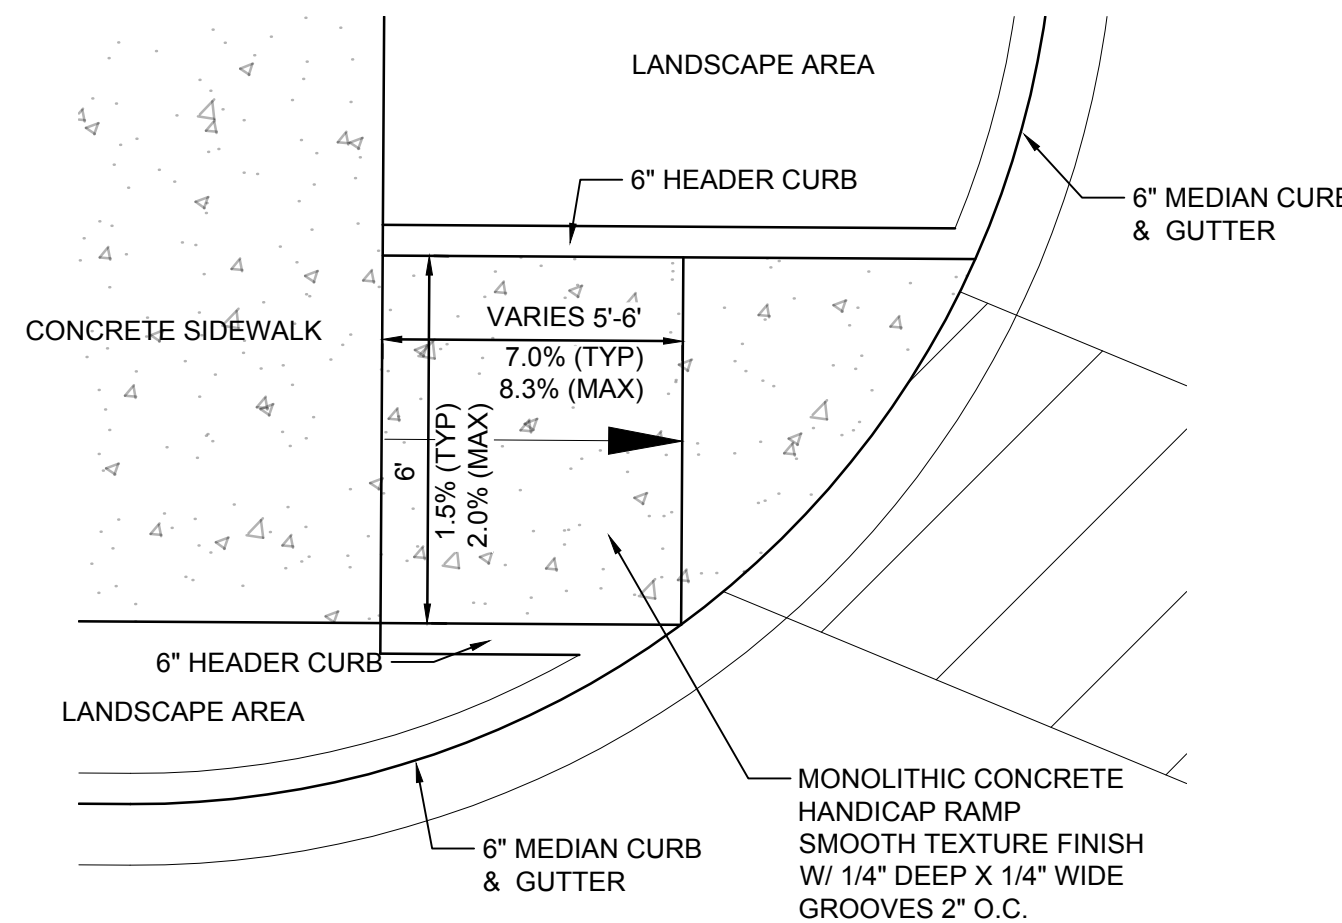 LANDSCAPE AREA
6" HEADER CURB
6" MEDIAN CURB
& GUTTER
CONCRETE SIDEWALK
VARIES 5'-6'
7.0% (TYP)
8.3% (MAX)
6'
1.5% (TYP)
2.0% (MAX)
6" HEADER CURB
LANDSCAPE AREA
MONOLITHIC CONCRETE
HANDICAP RAMP
SMOOTH TEXTURE FINISH
W/ 1/4" DEEP X 1/4" WIDE
GROOVES 2" O.C.
6" MEDIAN CURB
& GUTTER